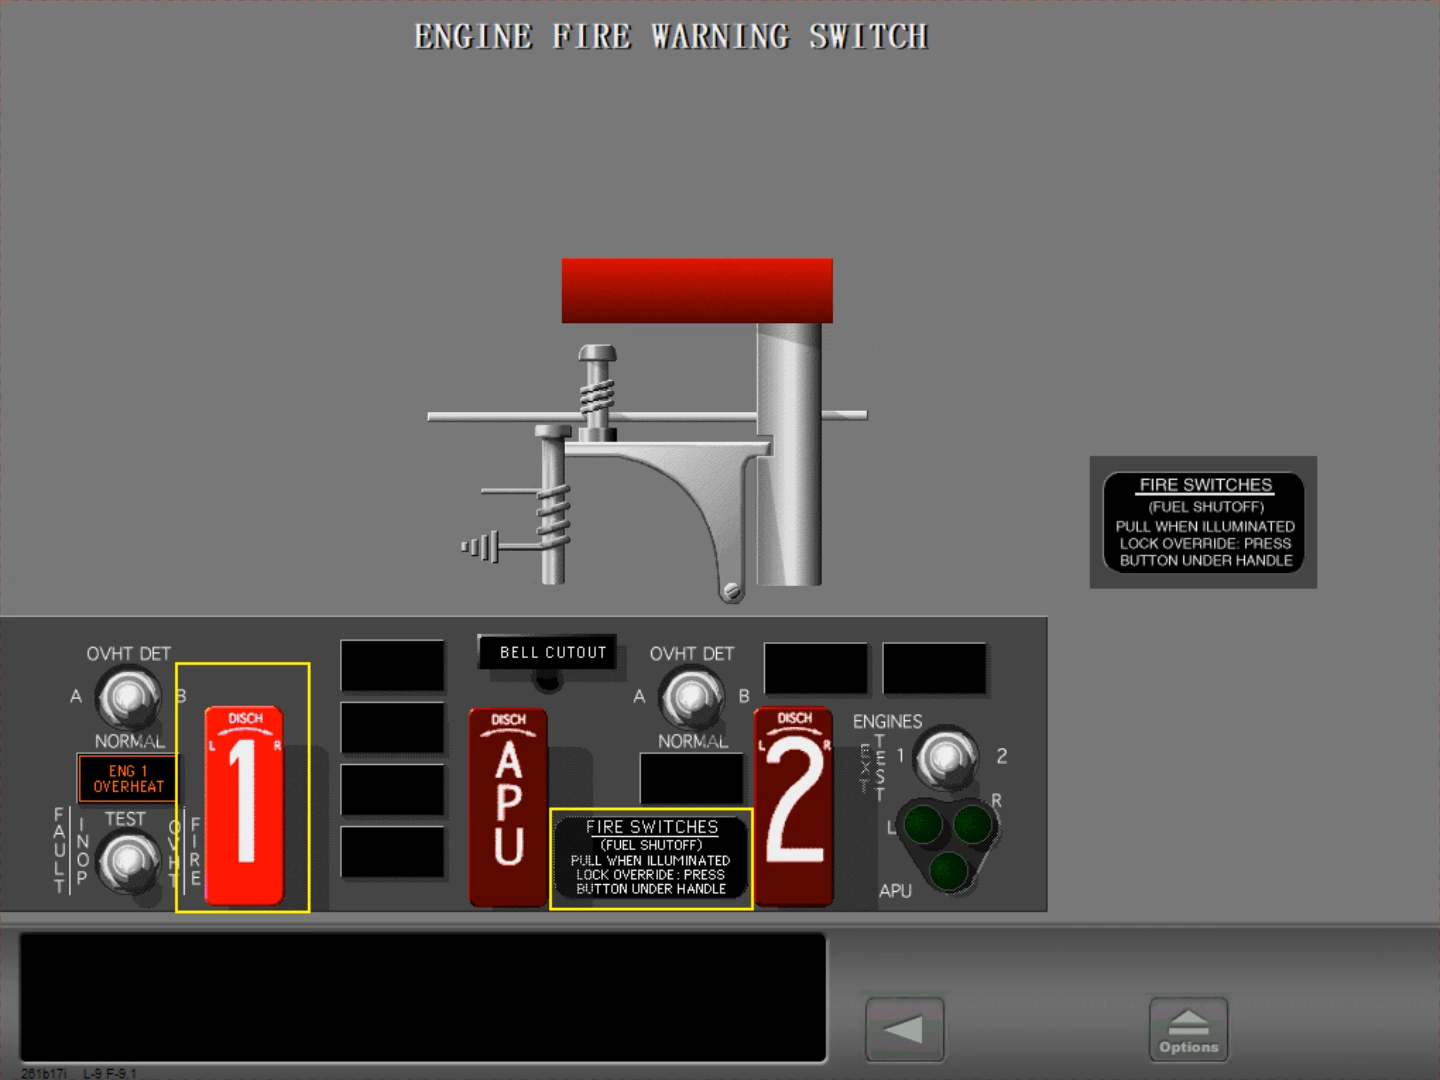 ENGINE FIRE WARNING SWITCH
FIRE SWITCHES
(FUEL SHUTOFF)
PULL WHEN ILLUMINATED
LOCK OVERRIDE: PRESS
BUTTON UNDER HANDLE
OVHT DET
A
B
NORMAL
ENG 1
OVERHEAT
TEST
FAULT
INOP
OVHT
FIRE
DISCH
L
R
1
BELL CUTOUT
DISCH
APU
OVHT DET
A
B
NORMAL
FIRE SWITCHES
(FUEL SHUTOFF)
PULL WHEN ILLUMINATED
LOCK OVERRIDE: PRESS
BUTTON UNDER HANDLE
DISCH
L
R
2
ENGINES
EXT
TEST
1
2
L
R
APU
Options
261b17i L-9 F-9.1